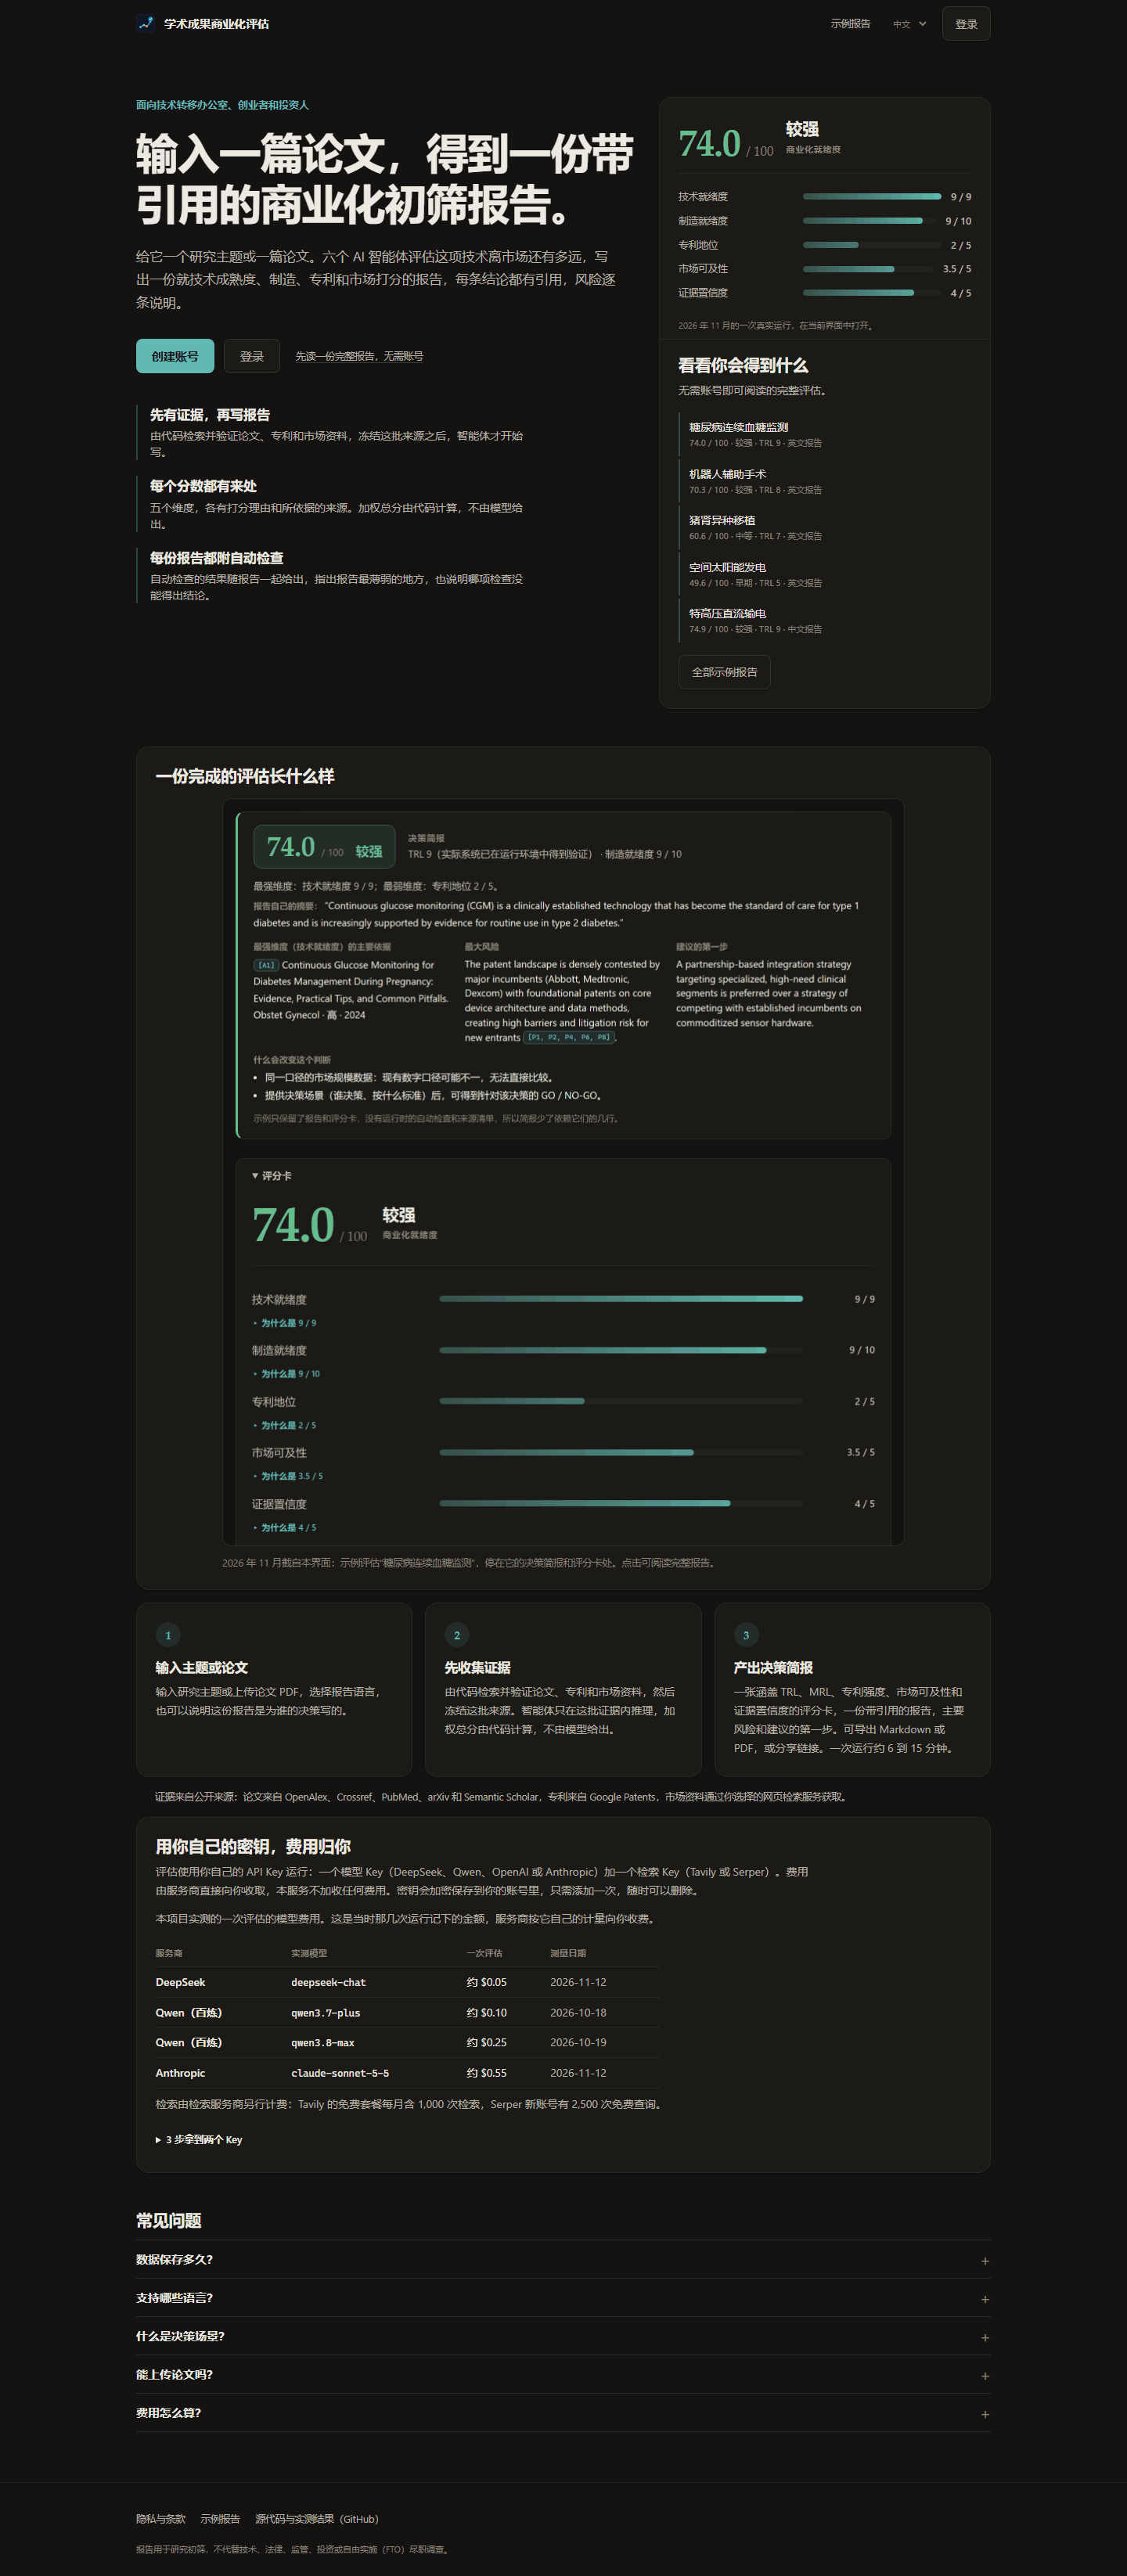 学术成果商业化评估
示例报告
中文
登录
面向技术转移办公室、创业者和投资人
输入一篇论文，得到一份带
引用的商业化初筛报告。
给它一个研究主题或一篇论文。六个 AI 智能体评估这项技术离市场还有多远，写
出一份就技术成熟度、制造、专利和市场打分的报告，每条结论都有引用，风险逐
条说明。
创建账号
登录
先读一份完整报告，无需账号
先有证据，再写报告
由代码检索并验证论文、专利和市场资料，冻结这批来源之后，智能体才开始
写。
每个分数都有来处
五个维度，各有打分理由和所依据的来源。加权总分由代码计算，不由模型给
出。
每份报告都附自动检查
自动检查的结果随报告一起给出，指出报告最薄弱的地方，也说明哪项检查没
能得出结论。
74.0 / 100
较强
商业化就绪度
技术就绪度 9 / 9
制造就绪度 9 / 10
专利地位 2 / 5
市场可及性 3.5 / 5
证据置信度 4 / 5
2026 年 11 月的一次真实运行，在当前界面中打开。
看看你会得到什么
无需账号即可阅读的完整评估。
糖尿病连续血糖监测
74.0 / 100 · 较强 · TRL 9 · 英文报告
机器人辅助手术
70.3 / 100 · 较强 · TRL 8 · 英文报告
猪肾异种移植
60.6 / 100 · 中等 · TRL 7 · 英文报告
空间太阳能发电
49.6 / 100 · 早期 · TRL 5 · 英文报告
特高压直流输电
74.9 / 100 · 较强 · TRL 9 · 中文报告
全部示例报告
一份完成的评估长什么样
74.0 / 100 较强
决策简报
TRL 9（实际系统已在运行环境中得到验证） · 制造就绪度 9 / 10
最强维度：技术就绪度 9 / 9；最弱维度：专利地位 2 / 5。
报告自己的摘要： “Continuous glucose monitoring (CGM) is a clinically established technology that has become the standard of care for type 1
diabetes and is increasingly supported by evidence for routine use in type 2 diabetes.”
最强维度（技术就绪度）的主要依据
[A1] Continuous Glucose Monitoring for
Diabetes Management During Pregnancy:
Evidence, Practical Tips, and Common Pitfalls.
Obstet Gynecol · 高 · 2024
最大风险
The patent landscape is densely contested by
major incumbents (Abbott, Medtronic,
Dexcom) with foundational patents on core
device architecture and data methods,
creating high barriers and litigation risk for
new entrants [P1, P2, P4, P6, P8].
建议的第一步
A partnership-based integration strategy
targeting specialized, high-need clinical
segments is preferred over a strategy of
competing with established incumbents on
commoditized sensor hardware.
什么会改变这个判断
• 同一口径的市场规模数据：现有数字口径可能不一，无法直接比较。
• 提供决策场景（谁决策、按什么标准）后，可得到针对该决策的 GO / NO-GO。
示例只保留了报告和评分卡，没有运行时的自动检查和来源清单，所以简报少了依赖它们的几行。
▼ 评分卡
74.0 / 100
较强
商业化就绪度
技术就绪度 9 / 9
▸ 为什么是 9 / 9
制造就绪度 9 / 10
▸ 为什么是 9 / 10
专利地位 2 / 5
▸ 为什么是 2 / 5
市场可及性 3.5 / 5
▸ 为什么是 3.5 / 5
证据置信度 4 / 5
▸ 为什么是 4 / 5
2026 年 11 月截自本界面：示例评估“糖尿病连续血糖监测”，停在它的决策简报和评分卡处。点击可阅读完整报告。
1
输入主题或论文
输入研究主题或上传论文 PDF，选择报告语言，
也可以说明这份报告是为谁的决策写的。
2
先收集证据
由代码检索并验证论文、专利和市场资料，然后
冻结这批来源。智能体只在这批证据内推理，加
权总分由代码计算，不由模型给出。
3
产出决策简报
一张涵盖 TRL、MRL、专利强度、市场可及性和
证据置信度的评分卡，一份带引用的报告，主要
风险和建议的第一步。可导出 Markdown 或
PDF，或分享链接。一次运行约 6 到 15 分钟。
证据来自公开来源：论文来自 OpenAlex、Crossref、PubMed、arXiv 和 Semantic Scholar，专利来自 Google Patents，市场资料通过你选择的网页检索服务获取。
用你自己的密钥，费用归你
评估使用你自己的 API Key 运行：一个模型 Key（DeepSeek、Qwen、OpenAI 或 Anthropic）加一个检索 Key（Tavily 或 Serper）。费用
由服务商直接向你收取，本服务不加收任何费用。密钥会加密保存到你的账号里，只需添加一次，随时可以删除。
本项目实测的一次评估的模型费用。这是当时那几次运行记下的金额，服务商按它自己的计量向你收费。
服务商 实测模型 一次评估 测量日期
DeepSeek deepseek-chat 约 $0.05 2026-11-12
Qwen（百炼） qwen3.7-plus 约 $0.10 2026-10-18
Qwen（百炼） qwen3.8-max 约 $0.25 2026-10-19
Anthropic claude-sonnet-5-5 约 $0.55 2026-11-12
检索由检索服务商另行计费：Tavily 的免费套餐每月含 1,000 次检索，Serper 新账号有 2,500 次免费查询。
▶ 3 步拿到两个 Key
常见问题
数据保存多久？ +
支持哪些语言？ +
什么是决策场景？ +
能上传论文吗？ +
费用怎么算？ +
隐私与条款 示例报告 源代码与实测结果（GitHub）
报告用于研究初筛，不代替技术、法律、监管、投资或自由实施（FTO）尽职调查。